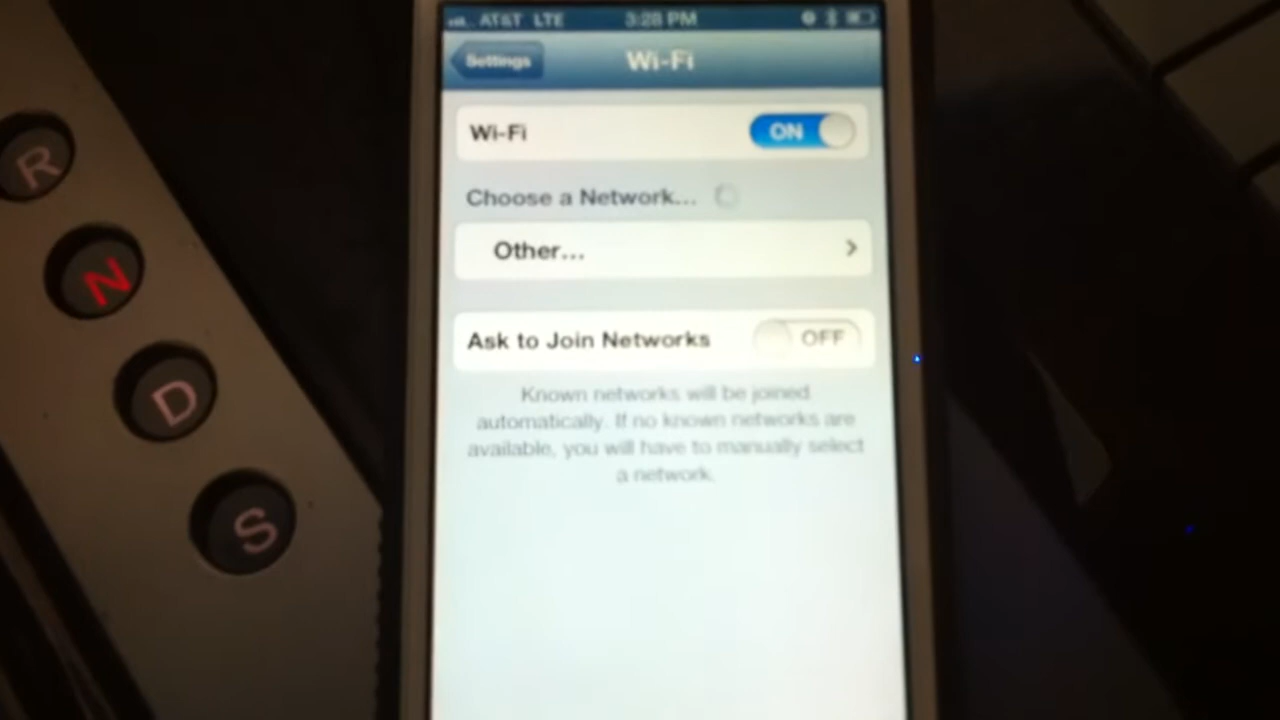 AT&T LTE 3:28 PM
Settings Wi-Fi
Wi-Fi ON
Choose a Network...
Other...
Ask to Join Networks OFF
Known networks will be joined
automatically. If no known networks are
available, you will have to manually select
a network.
R
N
D
S